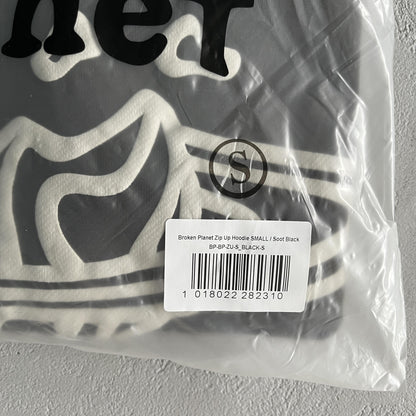 net
S
Broken Planet Zip Up Hoodie SMALL / Soot Black
BP-BP-ZU-S_BLACK-S
1 018022 282310